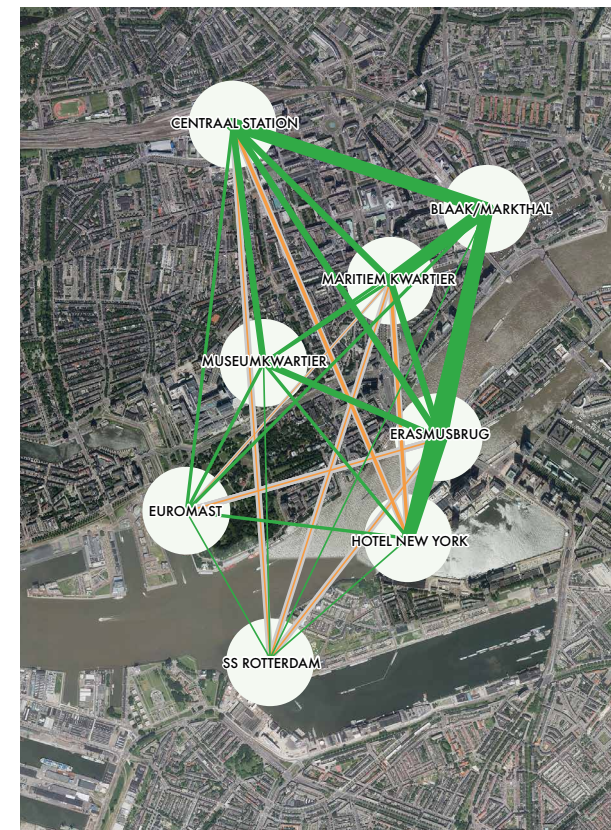 CENTRAAL STATION
BLAAK/MARKTHAL
MARITIEM KWARTIER
MUSEUMKWARTIER
ERASMUSBRUG
EUROMAST
HOTEL NEW YORK
SS ROTTERDAM